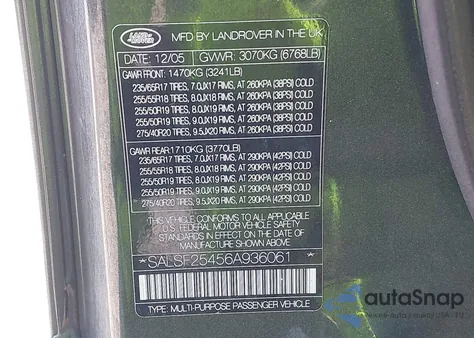 LAND ROVER
MFD BY LANDROVER IN THE UK
DATE: 12/05 GVWR: 3070KG (6768LB)
GAWR FRONT: 1470KG (3241LB)
235/65R17 TIRES, 7.0JX17 RIMS, AT 260KPA (38PSI) COLD
255/55R18 TIRES, 8.0JX18 RIMS, AT 260KPA (38PSI) COLD
255/50R19 TIRES, 8.0JX19 RIMS, AT 260KPA (38PSI) COLD
255/50R19 TIRES, 9.0JX19 RIMS, AT 260KPA (38PSI) COLD
275/40R20 TIRES, 9.5JX20 RIMS, AT 260KPA (38PSI) COLD
GAWR REAR: 1710KG (3770LB)
235/65R17 TIRES, 7.0JX17 RIMS, AT 290KPA (42PSI) COLD
255/55R18 TIRES, 8.0JX18 RIMS, AT 290KPA (42PSI) COLD
255/50R19 TIRES, 8.0JX19 RIMS, AT 290KPA (42PSI) COLD
255/50R19 TIRES, 9.0JX19 RIMS, AT 290KPA (42PSI) COLD
275/40R20 TIRES, 9.5JX20 RIMS, AT 290KPA (42PSI) COLD
THIS VEHICLE CONFORMS TO ALL APPLICABLE
U.S. FEDERAL MOTOR VEHICLE SAFETY
STANDARDS IN EFFECT ON THE DATE OF
MANUFACTURE SHOWN ABOVE
*SALSF25456A936061*
TYPE: MULTI-PURPOSE PASSENGER VEHICLE
autoSnap